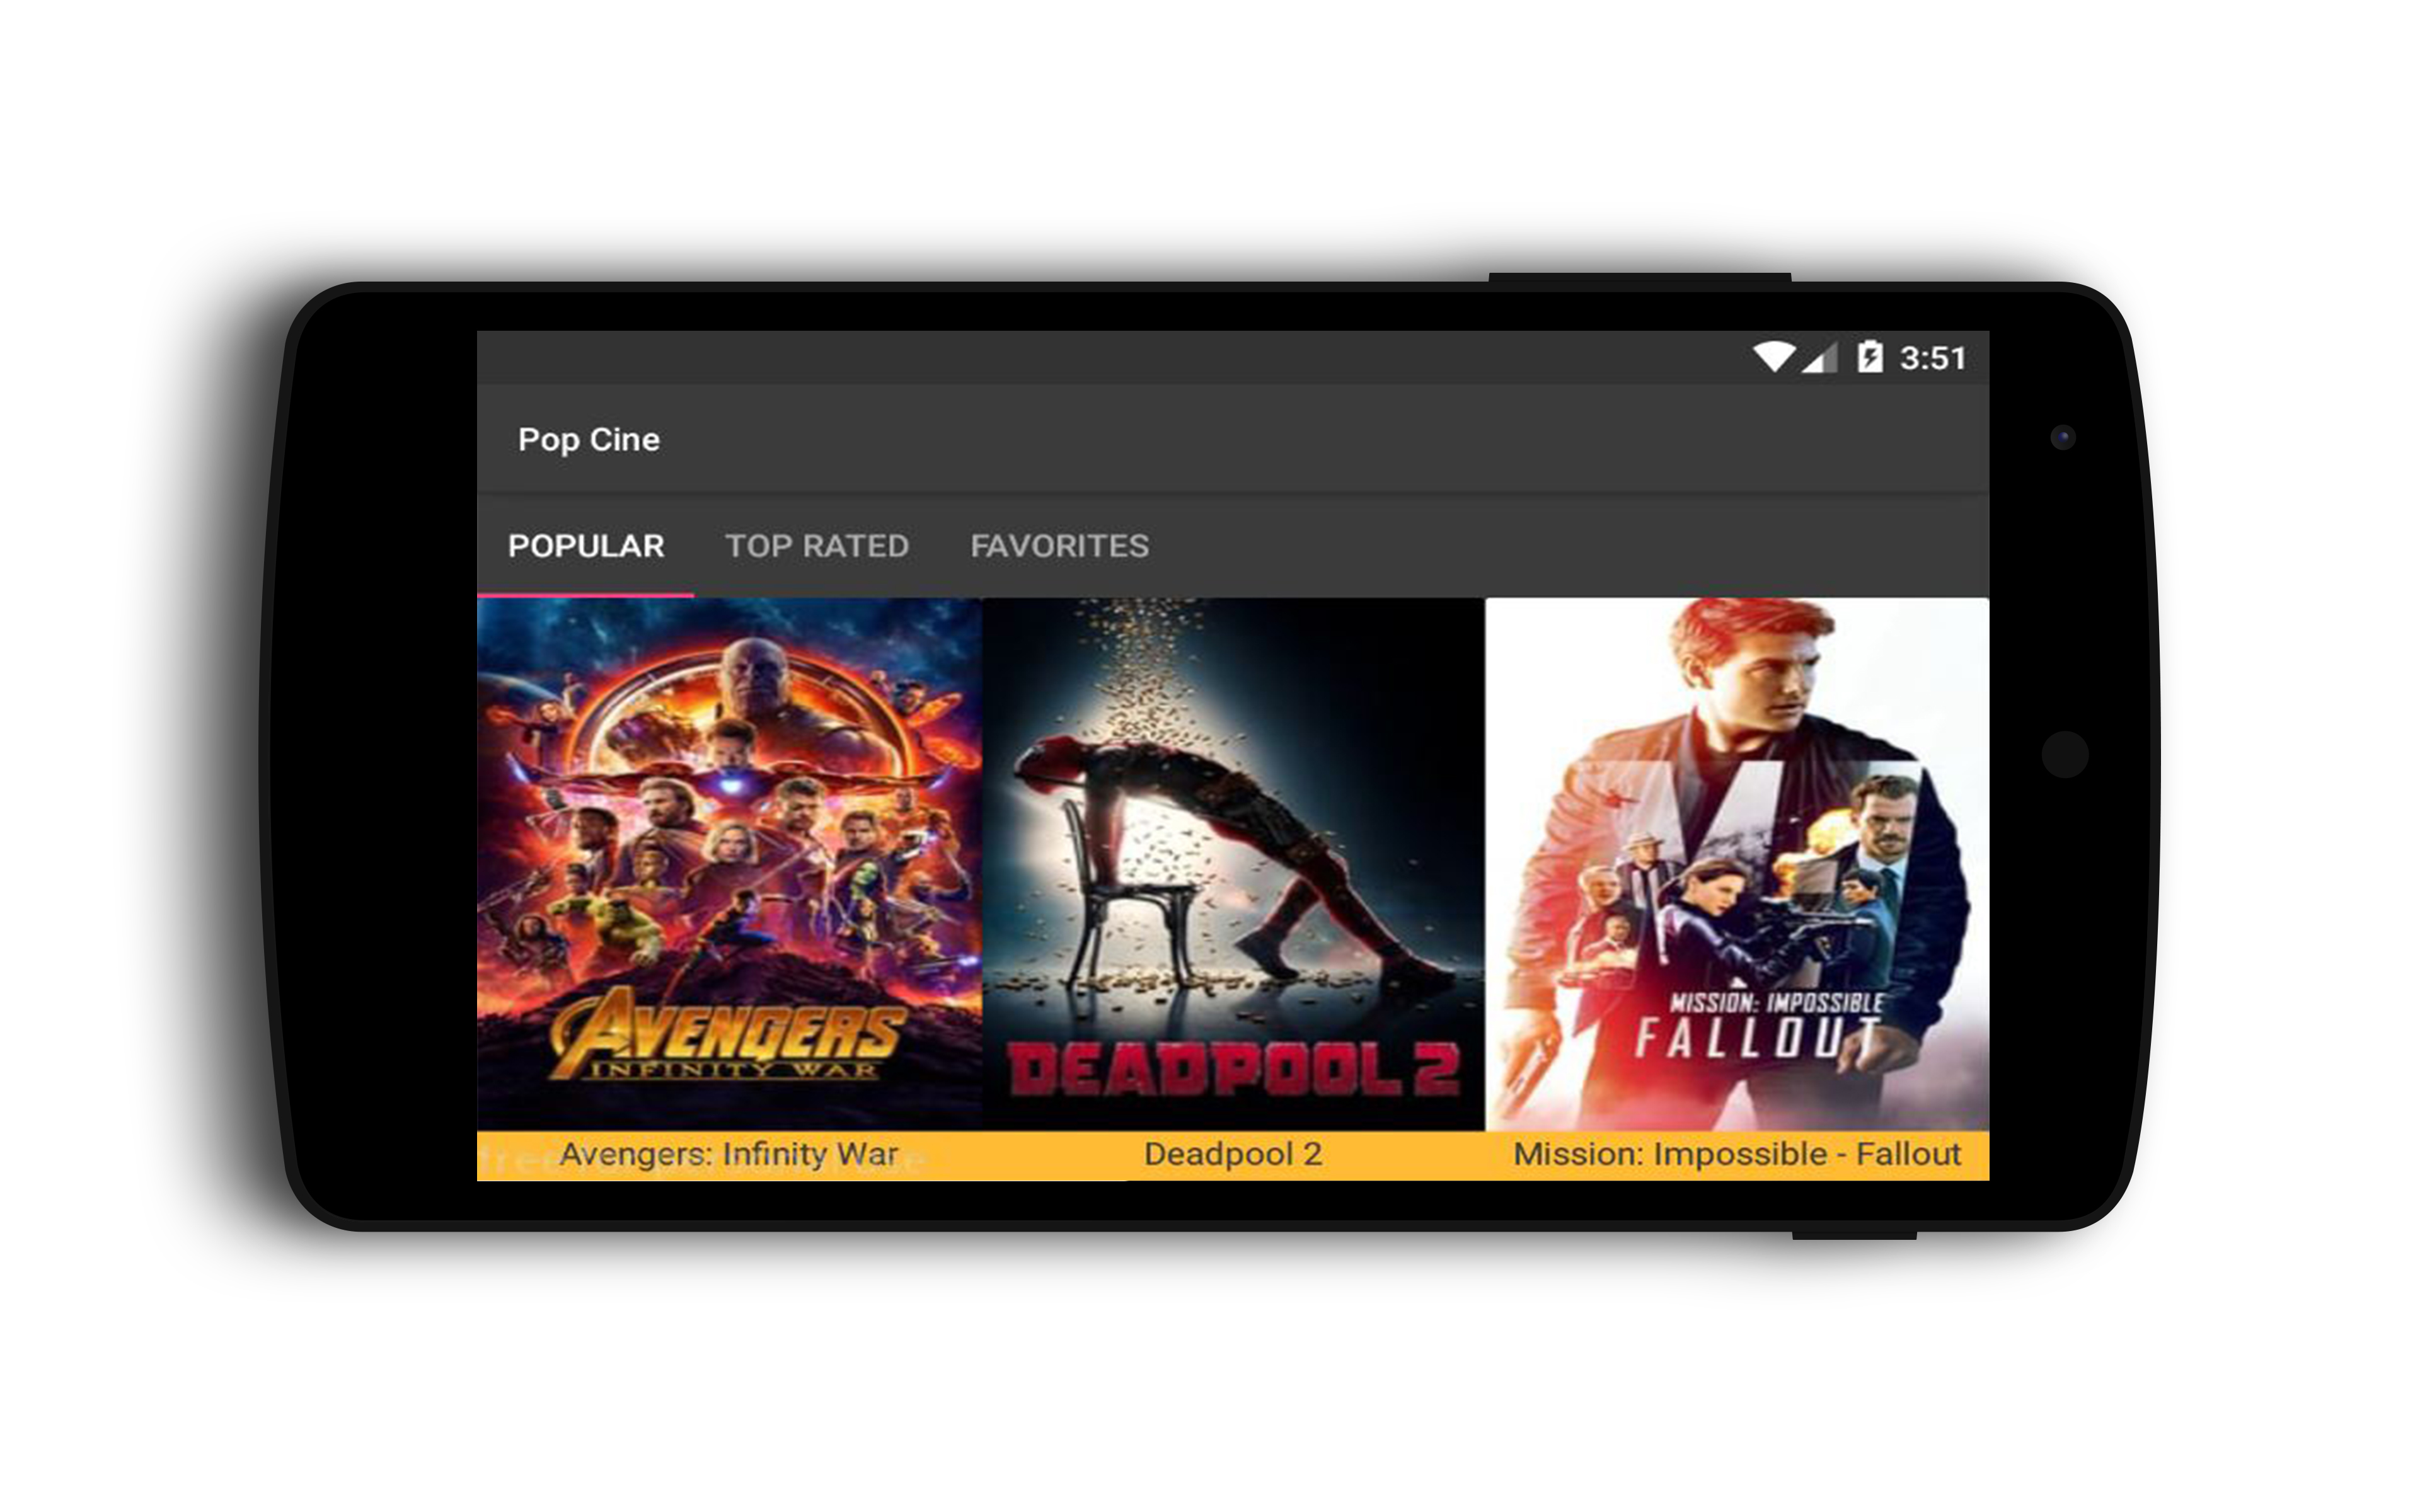 3:51
Pop Cine
POPULAR TOP RATED FAVORITES
AVENGERS
INFINITY WAR
DEADPOOL 2
MISSION: IMPOSSIBLE
FALLOUT
Avengers: Infinity War Deadpool 2 Mission: Impossible - Fallout